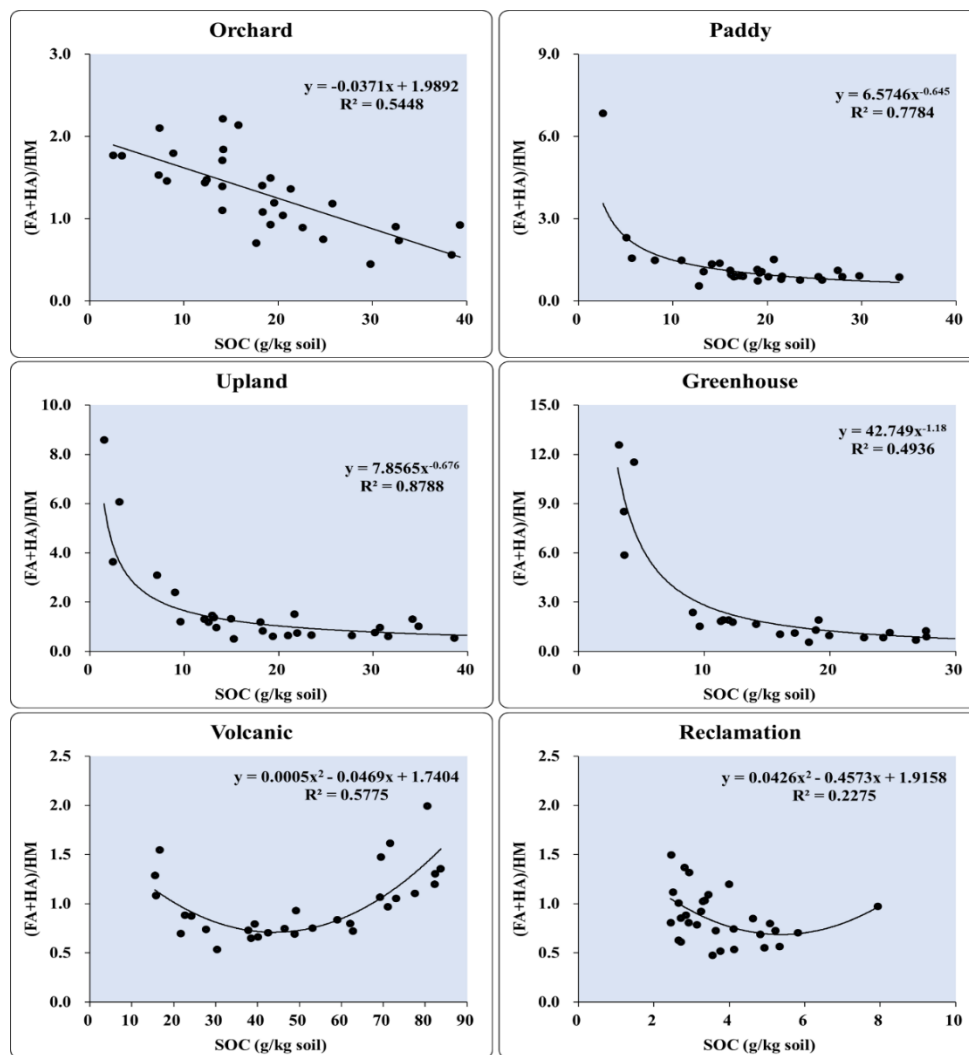 Orchard
3.0
2.0
1.0
0.0
(FA+HA)/HM
y = -0.0371x + 1.9892
R² = 0.5448
0 10 20 30 40
SOC (g/kg soil)
Paddy
9.0
6.0
3.0
0.0
(FA+HA)/HM
y = 6.5746x^-0.645
R² = 0.7784
0 10 20 30 40
SOC (g/kg soil)
Upland
10.0
8.0
6.0
4.0
2.0
0.0
(FA+HA)/HM
y = 7.8565x^-0.676
R² = 0.8788
0 10 20 30 40
SOC (g/kg soil)
Greenhouse
15.0
12.0
9.0
6.0
3.0
0.0
(FA+HA)/HM
y = 42.749x^-1.18
R² = 0.4936
0 10 20 30
SOC (g/kg soil)
Volcanic
2.5
2.0
1.5
1.0
0.5
0.0
(FA+HA)/HM
y = 0.0005x² - 0.0469x + 1.7404
R² = 0.5775
0 10 20 30 40 50 60 70 80 90
SOC (g/kg soil)
Reclamation
2.5
2.0
1.5
1.0
0.5
0.0
(FA+HA)/HM
y = 0.0426x² - 0.4573x + 1.9158
R² = 0.2275
0 2 4 6 8 10
SOC (g/kg soil)